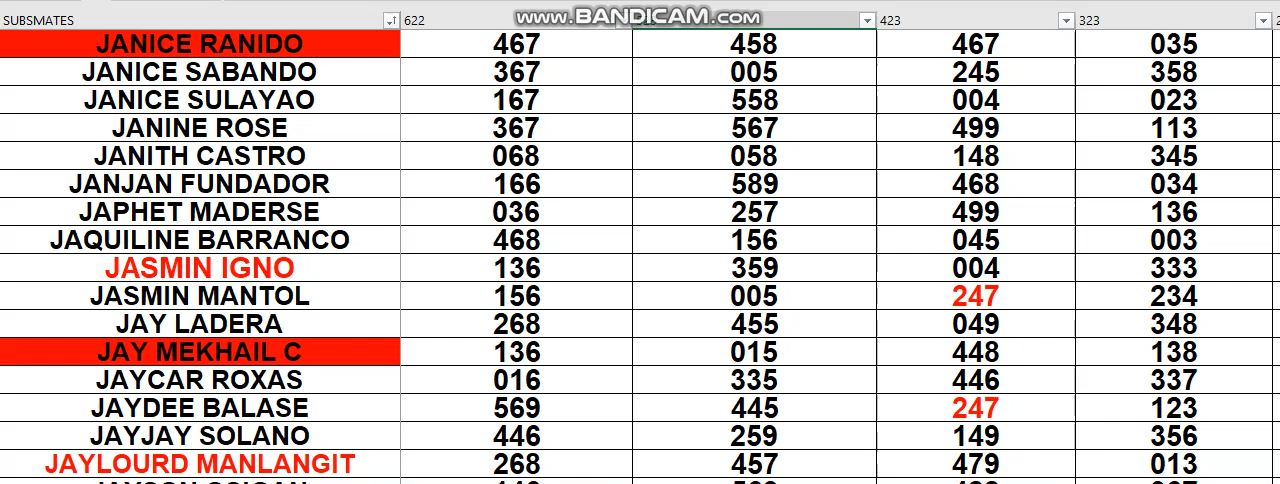 SUBSMATES 622 www.BANDICAM.com 423 323 2
JANICE RANIDO 467 458 467 035
JANICE SABANDO 367 005 245 358
JANICE SULAYAO 167 558 004 023
JANINE ROSE 367 567 499 113
JANITH CASTRO 068 058 148 345
JANJAN FUNDADOR 166 589 468 034
JAPHET MADERSE 036 257 499 136
JAQUILINE BARRANCO 468 156 045 003
JASMIN IGNO 136 359 004 333
JASMIN MANTOL 156 005 247 234
JAY LADERA 268 455 049 348
JAY MEKHAIL C 136 015 448 138
JAYCAR ROXAS 016 335 446 337
JAYDEE BALASE 569 445 247 123
JAYJAY SOLANO 446 259 149 356
JAYLOURD MANLANGIT 268 457 479 013